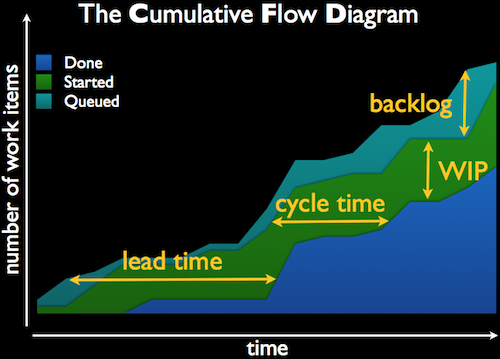 The Cumulative Flow Diagram
Done
Started
Queued
backlog
WIP
cycle time
lead time
number of work items
time